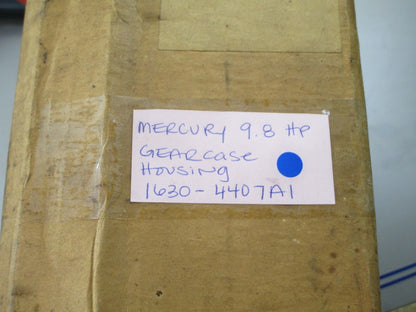 MERCURY 9.8 HP
GEARCASE
HOUSING
1630-4407A1